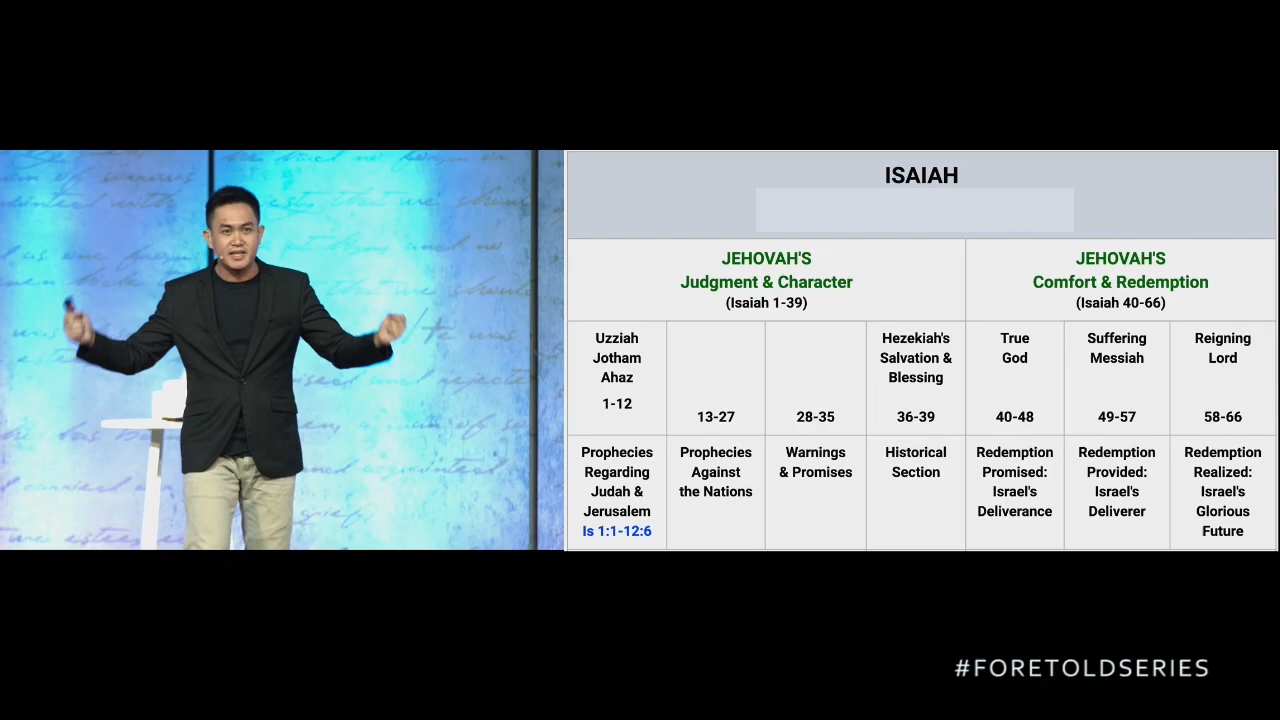 ISAIAH
JEHOVAH'S
Judgment & Character
(Isaiah 1-39)
JEHOVAH'S
Comfort & Redemption
(Isaiah 40-66)
Uzziah
Jotham
Ahaz
1-12
13-27
28-35
Hezekiah's
Salvation &
Blessing
36-39
True
God
40-48
Suffering
Messiah
49-57
Reigning
Lord
58-66
Prophecies
Regarding
Judah &
Jerusalem
Is 1:1-12:6
Prophecies
Against
the Nations
Warnings
& Promises
Historical
Section
Redemption
Promised:
Israel's
Deliverance
Redemption
Provided:
Israel's
Deliverer
Redemption
Realized:
Israel's
Glorious
Future
#FORETOLDSERIES